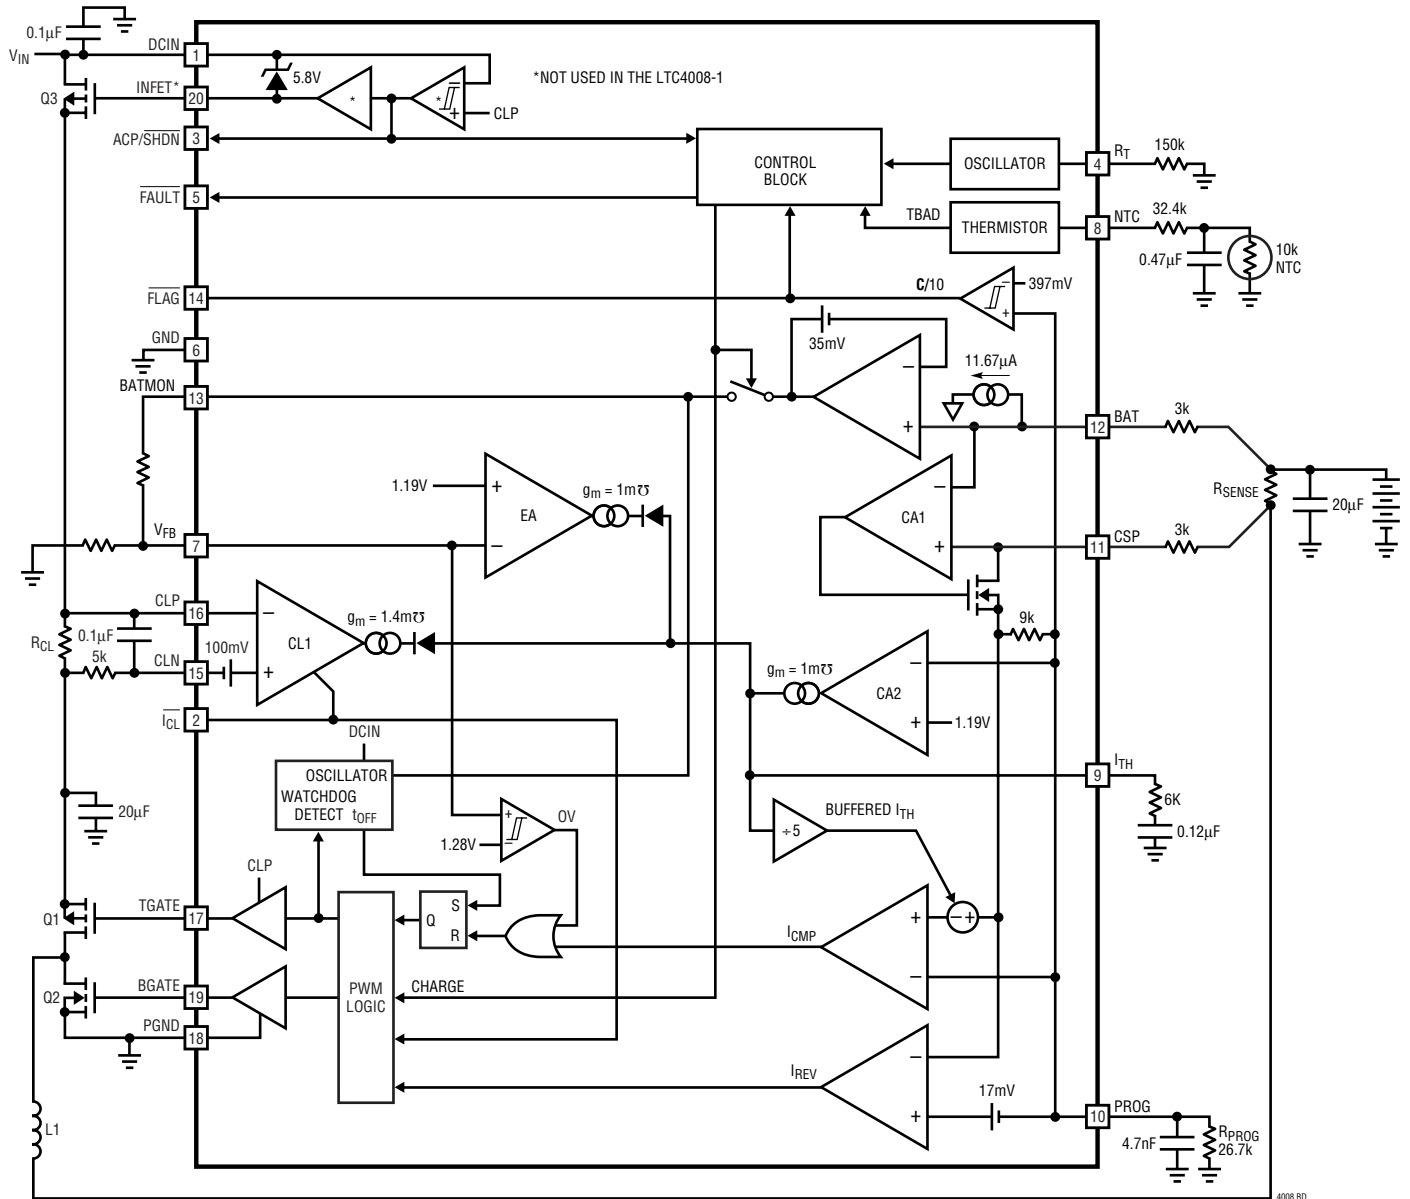 0.1µF
VIN
DCIN
1
INFET*
20
Q3
5.8V
*
*
−
+
CLP
*NOT USED IN THE LTC4008-1
ACP/SHDN
3
FAULT
5
CONTROL
BLOCK
OSCILLATOR
4
RT
150k
TBAD
THERMISTOR
8
NTC
32.4k
0.47µF
10k
NTC
FLAG
14
C/10
−
+
397mV
GND
6
35mV
BATMON
13
−
+
11.67µA
12
BAT
3k
1.19V
+
−
EA
gm = 1m℧
−
+
CA1
RSENSE
20µF
VFB
7
11
CSP
3k
CLP
16
−
+
CL1
gm = 1.4m℧
RCL
0.1µF
5k
CLN
15
100mV
9k
gm = 1m℧
−
+
CA2
1.19V
ICL
2
DCIN
OSCILLATOR
WATCHDOG
DETECT tOFF
9
ITH
6K
0.12µF
20µF
+
−
1.28V
OV
÷5
BUFFERED ITH
CLP
TGATE
17
Q1
S
Q
R
ICMP
+
−
−+
BGATE
19
Q2
PWM
LOGIC
CHARGE
PGND
18
IREV
−
+
17mV
10
PROG
4.7nF
RPROG
26.7k
L1
4008 BD